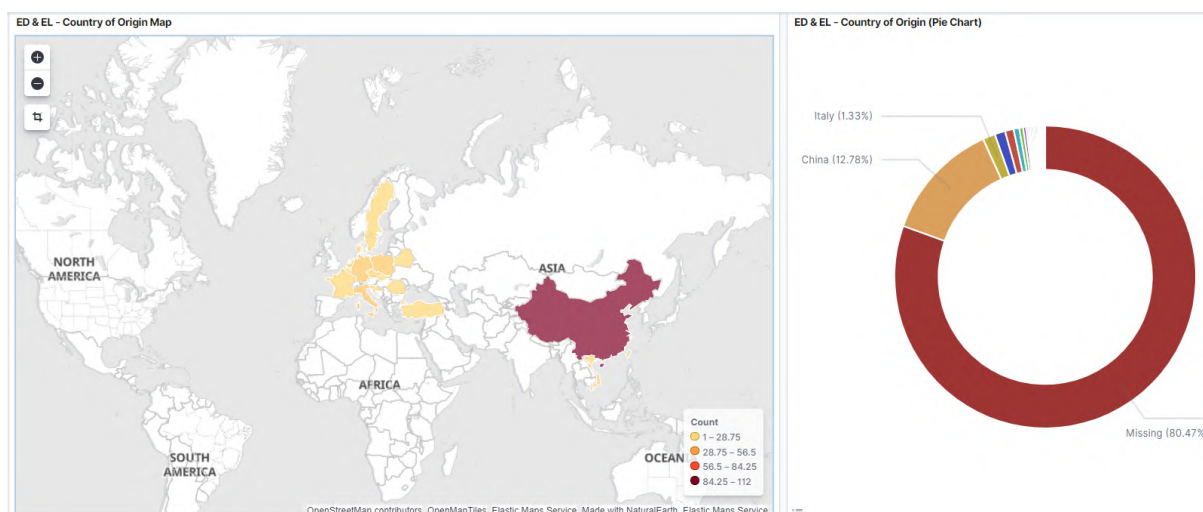 ED & EL - Country of Origin Map
NORTH
AMERICA
SOUTH
AMERICA
AFRICA
ASIA
OCEAN
Count
1 – 28.75
28.75 – 56.5
56.5 – 84.25
84.25 – 112
OpenStreetMap contributors, OpenMapTiles, Elastic Maps Service, Made with NaturalEarth, Elastic Maps Service
ED & EL - Country of Origin (Pie Chart)
Italy (1.33%)
China (12.78%)
Missing (80.47%